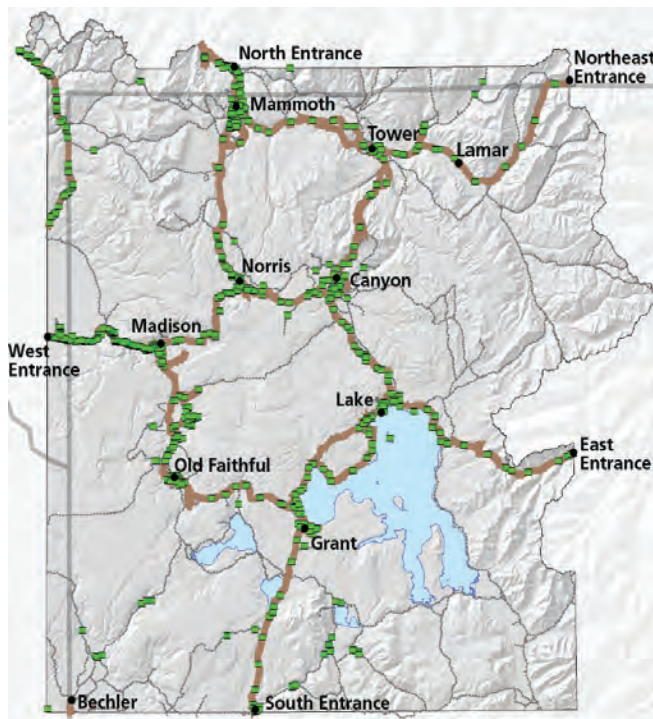 North Entrance
Northeast
Entrance
Mammoth
Tower
Lamar
Norris
Canyon
Madison
West
Entrance
Lake
East
Entrance
Old Faithful
Grant
Bechler
South Entrance